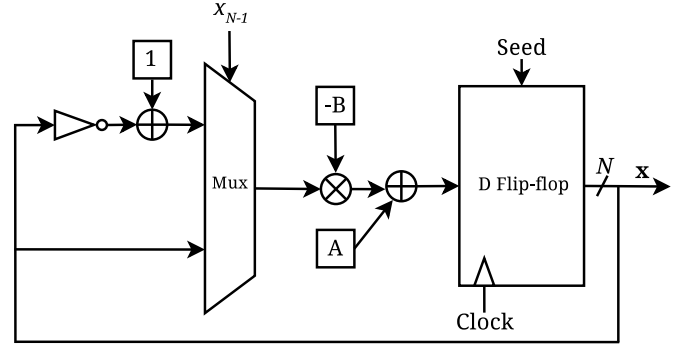 x_{N-1}
1
Seed
-B
N
x
Mux
D Flip-flop
A
Clock